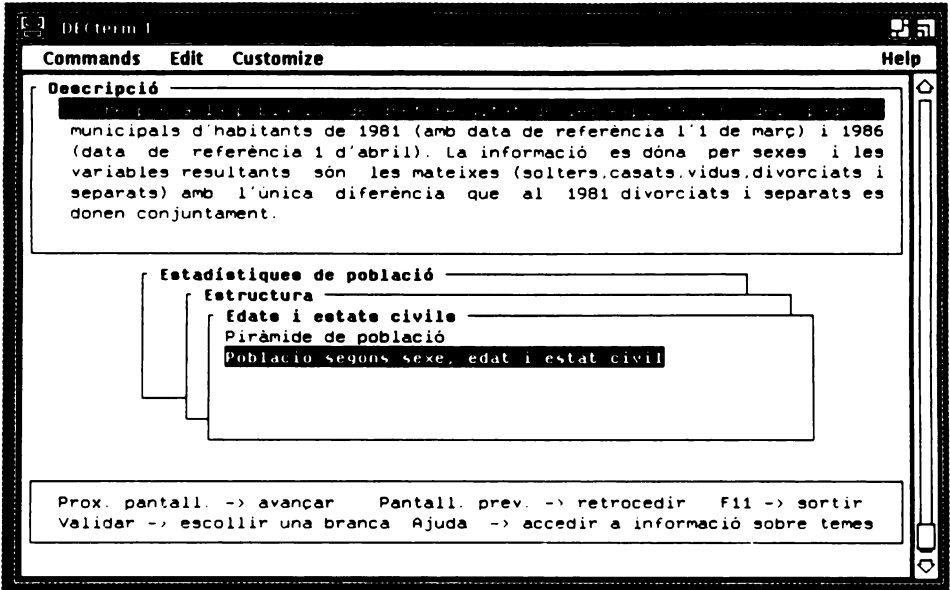 DECterm 1
Commands Edit Customize Help
Descripció
municipals d'habitants de 1981 (amb data de referència l'1 de març) i 1986
(data de referència 1 d'abril). La informació es dóna per sexes i les
variables resultants són les mateixes (solters,casats,vidus,divorciats i
separats) amb l'única diferència que al 1981 divorciats i separats es
donen conjuntament.
Estadístiques de població
Estructura
Edats i estats civils
Piràmide de població
Població segons sexe, edat i estat civil
Prox. pantall. -> avançar Pantall. prev. -> retrocedir F11 -> sortir
Validar -> escollir una branca Ajuda -> accedir a informació sobre temes